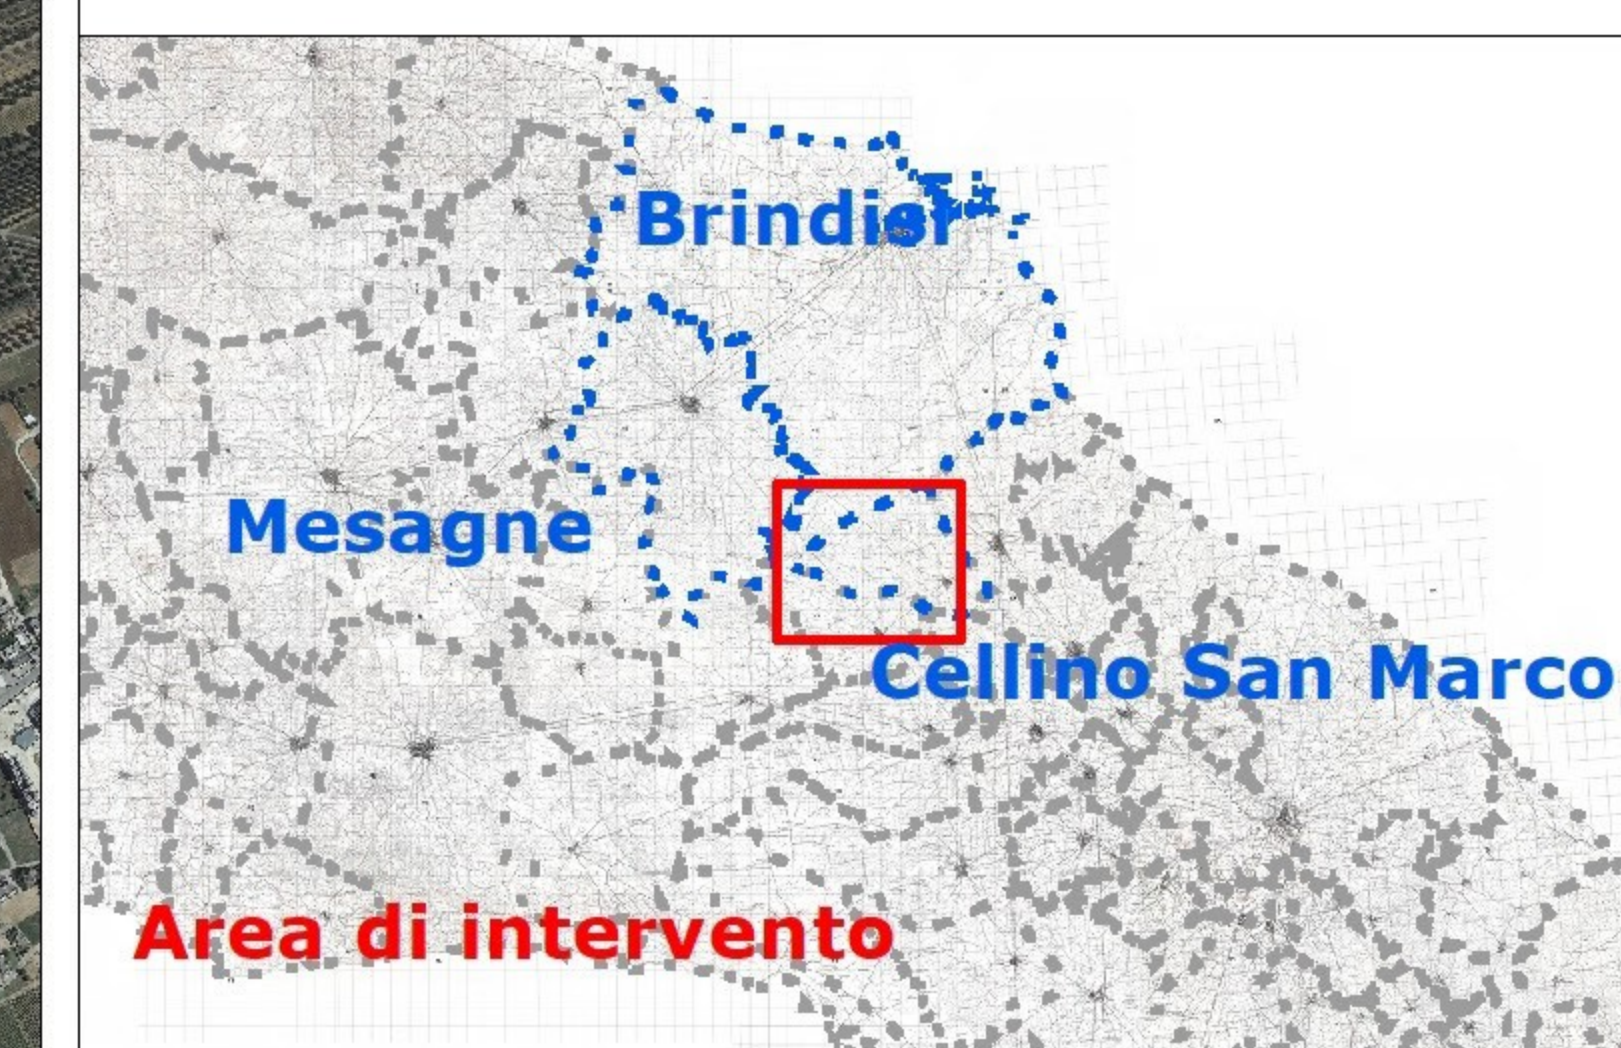 Brindisi
Mesagne
Cellino San Marco
Area di intervento